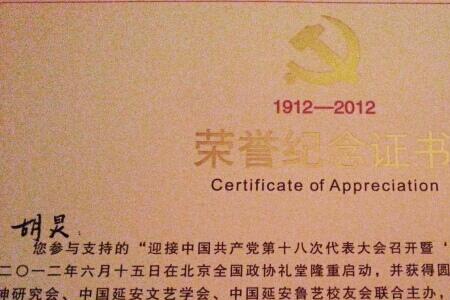 1912—2012
荣誉纪念证书
Certificate of Appreciation
胡炅
您参与支持的“迎接中国共产党第十八次代表大会召开暨‘
二〇一二年六月十五日在北京全国政协礼堂隆重启动，并获得圆
神研究会、中国延安文艺学会、中国延安鲁艺校友会联合主办，